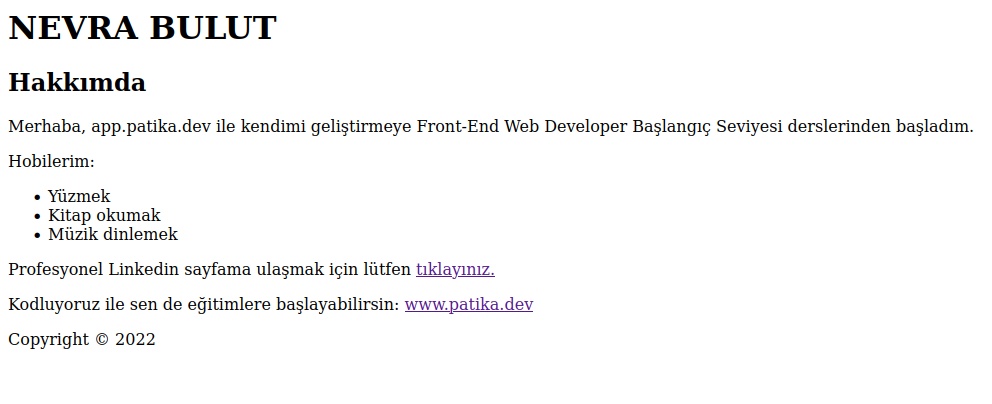 NEVRA BULUT
Hakkımda
Merhaba, app.patika.dev ile kendimi geliştirmeye Front-End Web Developer Başlangıç Seviyesi derslerinden başladım.
Hobilerim:
• Yüzmek
• Kitap okumak
• Müzik dinlemek
Profesyonel Linkedin sayfama ulaşmak için lütfen tıklayınız.
Kodluyoruz ile sen de eğitimlere başlayabilirsin: www.patika.dev
Copyright © 2022